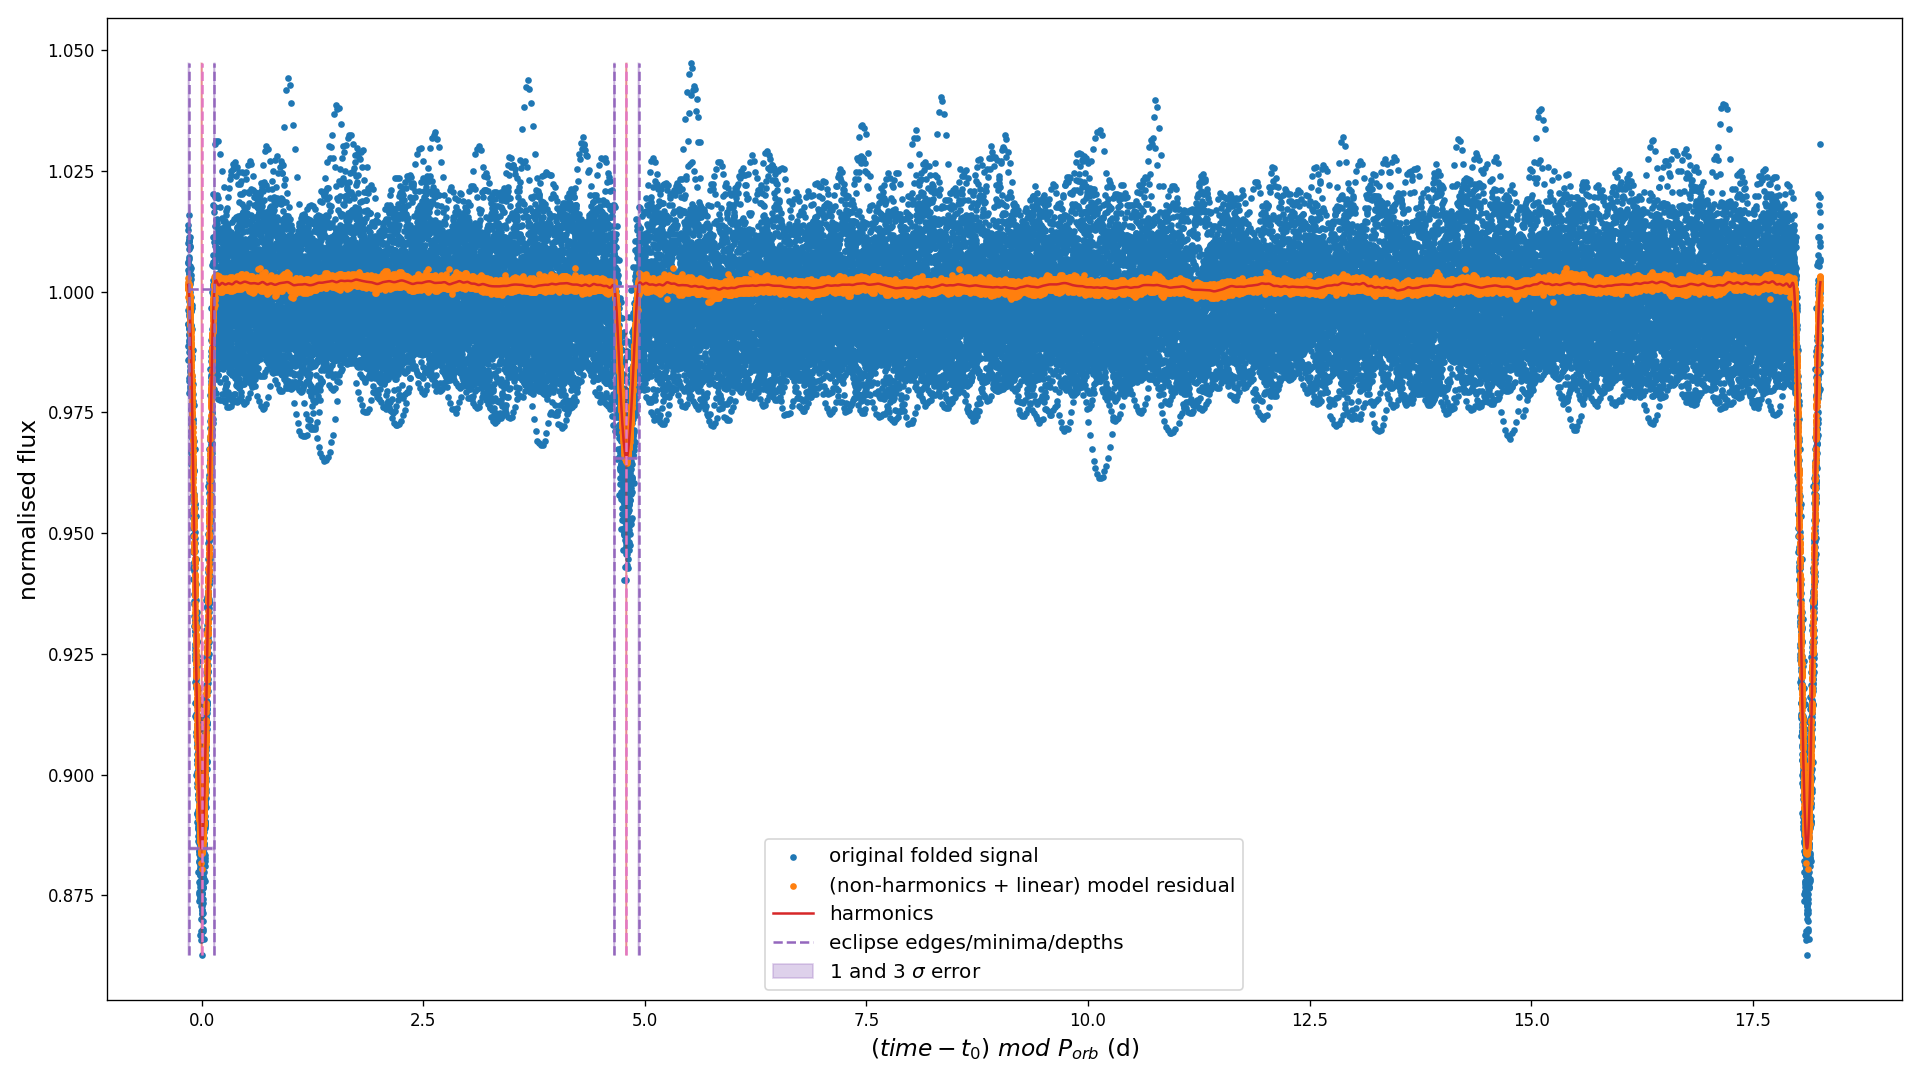 1.050
1.025
1.000
0.975
0.950
0.925
0.900
0.875
normalised flux
original folded signal
(non-harmonics + linear) model residual
harmonics
eclipse edges/minima/depths
1 and 3 σ error
0.0 2.5 5.0 7.5 10.0 12.5 15.0 17.5
(time − t₀) mod Pₒᵣb (d)